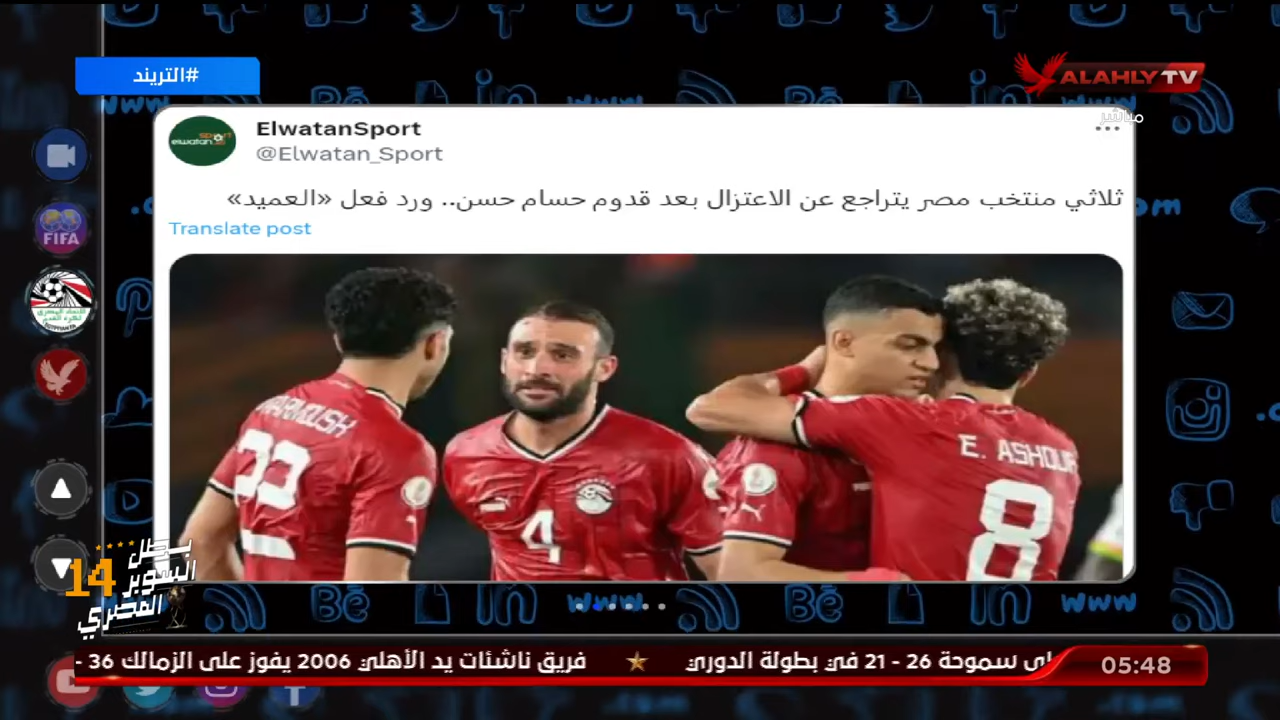 #التريند
ALAHLY TV
مباشر
ElwatanSport
@Elwatan_Sport
ثلاثي منتخب مصر يتراجع عن الاعتزال بعد قدوم حسام حسن.. ورد فعل «العميد»
Translate post
FIFA
MARMOUSH
22
4
E. ASHOUR
8
بطل
السوبر 14
المصري
لى سموحة 26 - 21 في بطولة الدوري ★ فريق ناشئات يد الأهلي 2006 يفوز على الزمالك 36 -
05:48